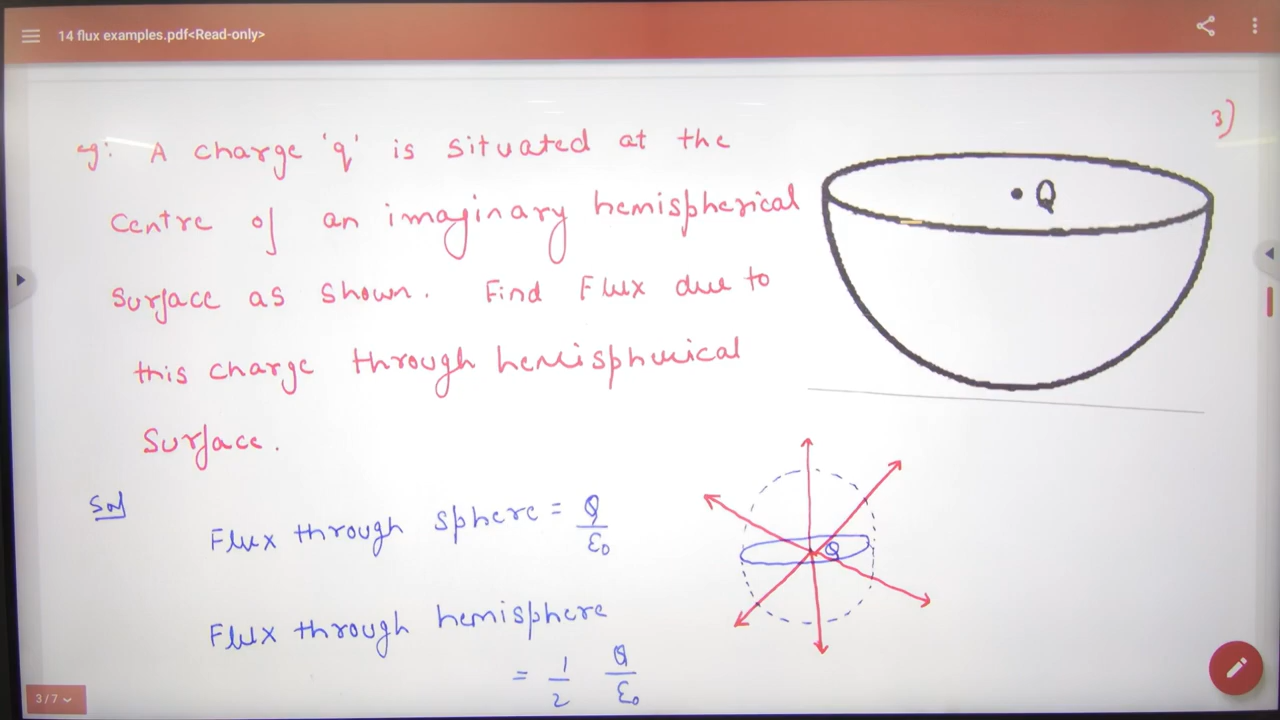 14 flux examples.pdf<Read-only>
3)
eg: A charge 'q' is situated at the
centre of an imaginary hemispherical
surface as shown. Find Flux due to
this charge through hemispherical
surface.
Q
Sol
Flux through sphere = Q/ε₀
Q
Flux through hemisphere
= 1/2 Q/ε₀
3/7